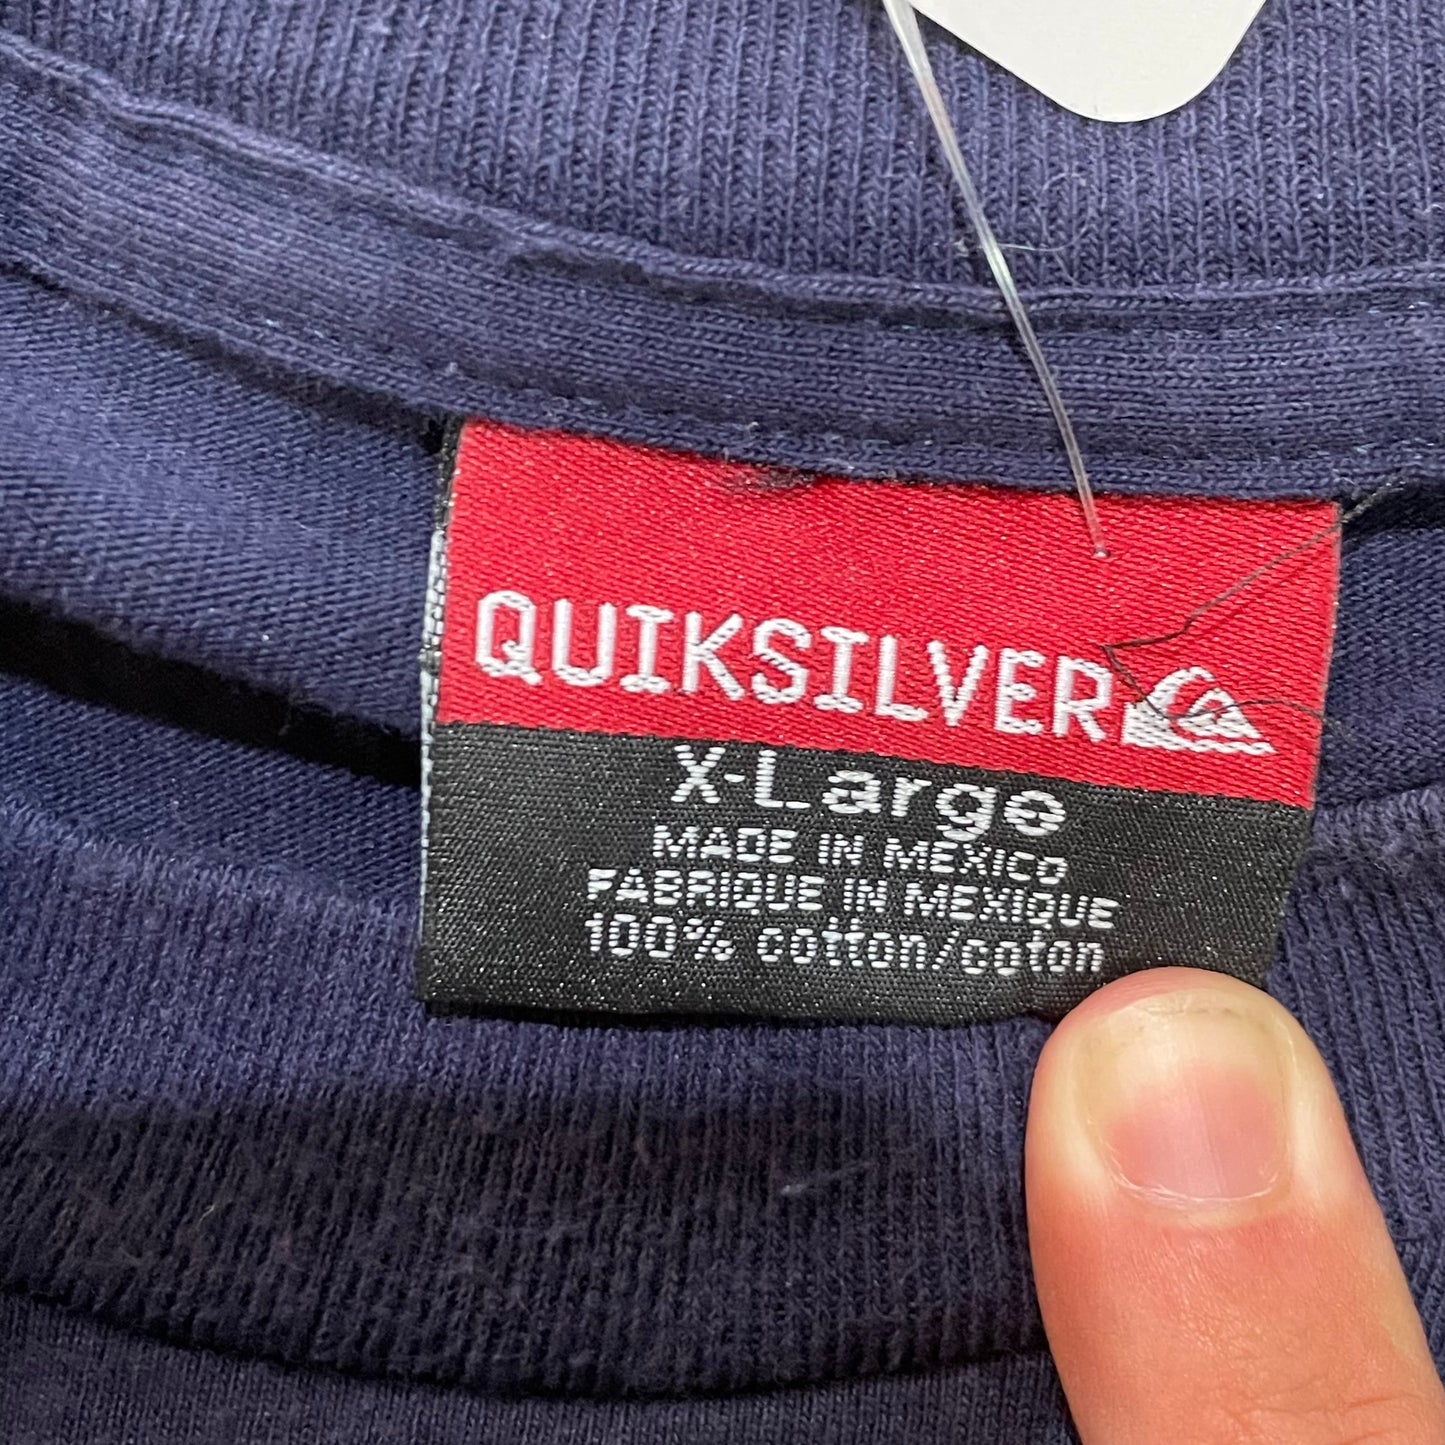 QUIKSILVER
X-Large
MADE IN MEXICO
FABRIQUE IN MEXIQUE
100% cotton/coton